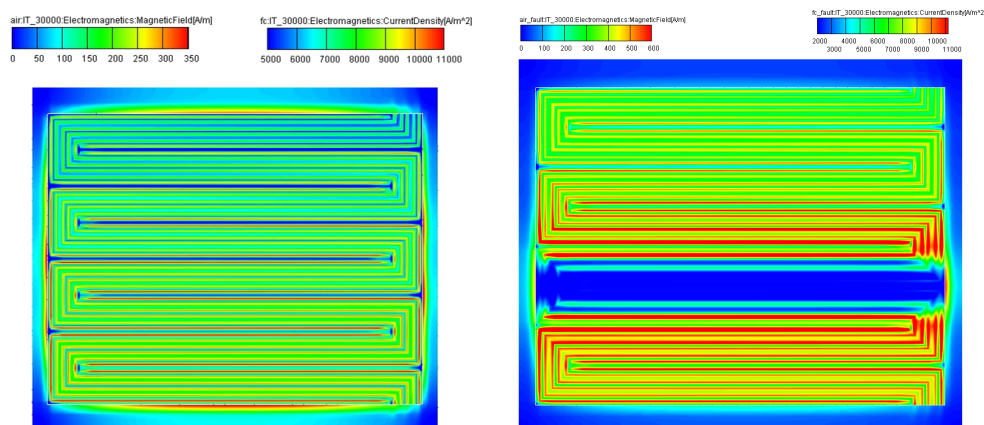 air:IT_30000:Electromagnetics:MagneticField[A/m]
0 50 100 150 200 250 300 350
fc:IT_30000:Electromagnetics:CurrentDensity[A/m^2]
5000 6000 7000 8000 9000 10000 11000
air_fault:IT_30000:Electromagnetics:MagneticField[A/m]
0 100 200 300 400 500 600
fc_fault:IT_30000:Electromagnetics:CurrentDensity[A/m^2]
2000 4000 6000 8000 10000
3000 5000 7000 9000 11000